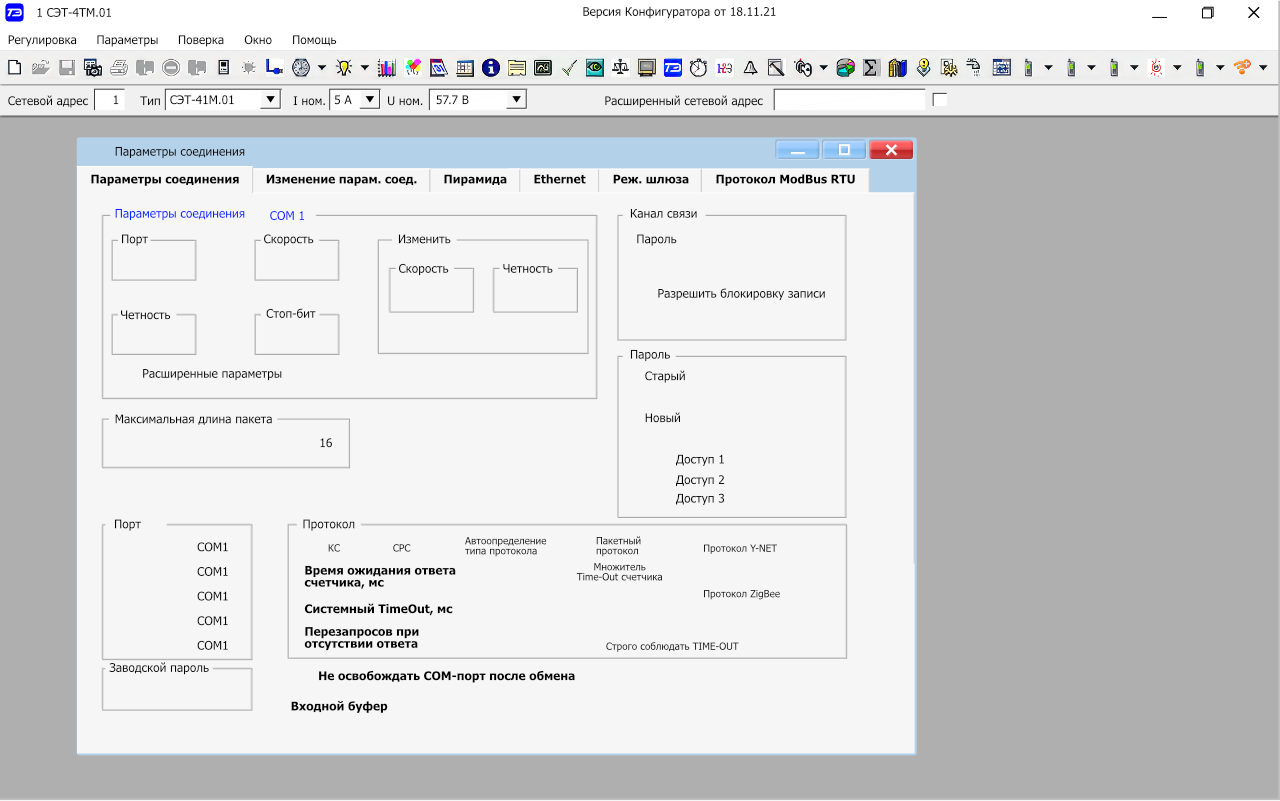 ТЭ 1 СЭТ-4ТМ.01 Версия Конфигуратора от 18.11.21
Регулировка Параметры Поверка Окно Помощь
Сетевой адрес 1 Тип СЭТ-41М.01 I ном. 5 А U ном. 57.7 В Расширенный сетевой адрес
Параметры соединения
Параметры соединения Изменение парам. соед. Пирамида Ethernet Реж. шлюза Протокол ModBus RTU
Параметры соединения COM 1
Порт Скорость Изменить
Скорость Четность
Четность Стоп-бит
Расширенные параметры
Канал связи
Пароль
Разрешить блокировку записи
Пароль
Старый
Новый
Доступ 1
Доступ 2
Доступ 3
Максимальная длина пакета
16
Порт
COM1
COM1
COM1
COM1
COM1
Заводской пароль
Протокол
КС СРС Автоопределение типа протокола Пакетный протокол Протокол Y-NET
Время ожидания ответа
счетчика, мс
Множитель
Time-Out счетчика
Протокол ZigBee
Системный TimeOut, мс
Перезапросов при
отсутствии ответа
Строго соблюдать TIME-OUT
Не освобождать COM-порт после обмена
Входной буфер